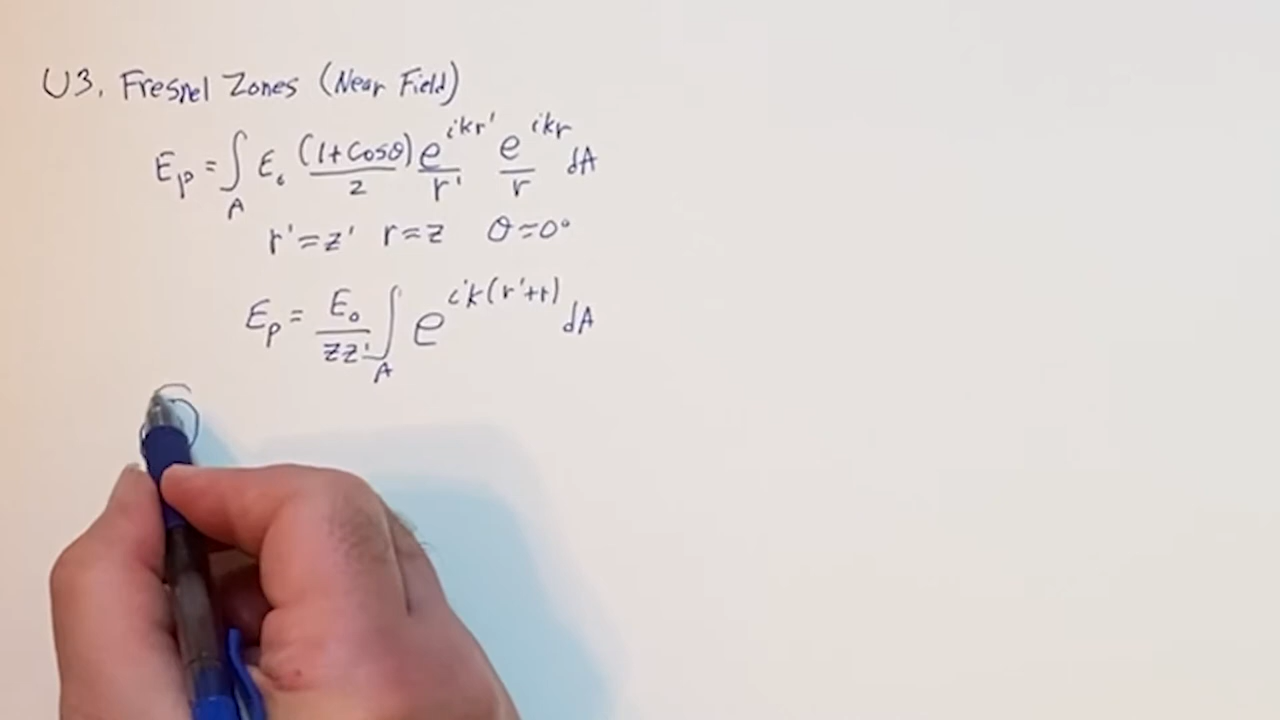 U3. Fresnel Zones (Near Field)
E_p = ∫_A E_0 (1+cosθ)/2 e^{ikr'}/r' e^{ikr}/r dA
r'≈z' r≈z θ≈0°
E_p = E_0/zz' ∫_A e^{ik(r'+r)} dA